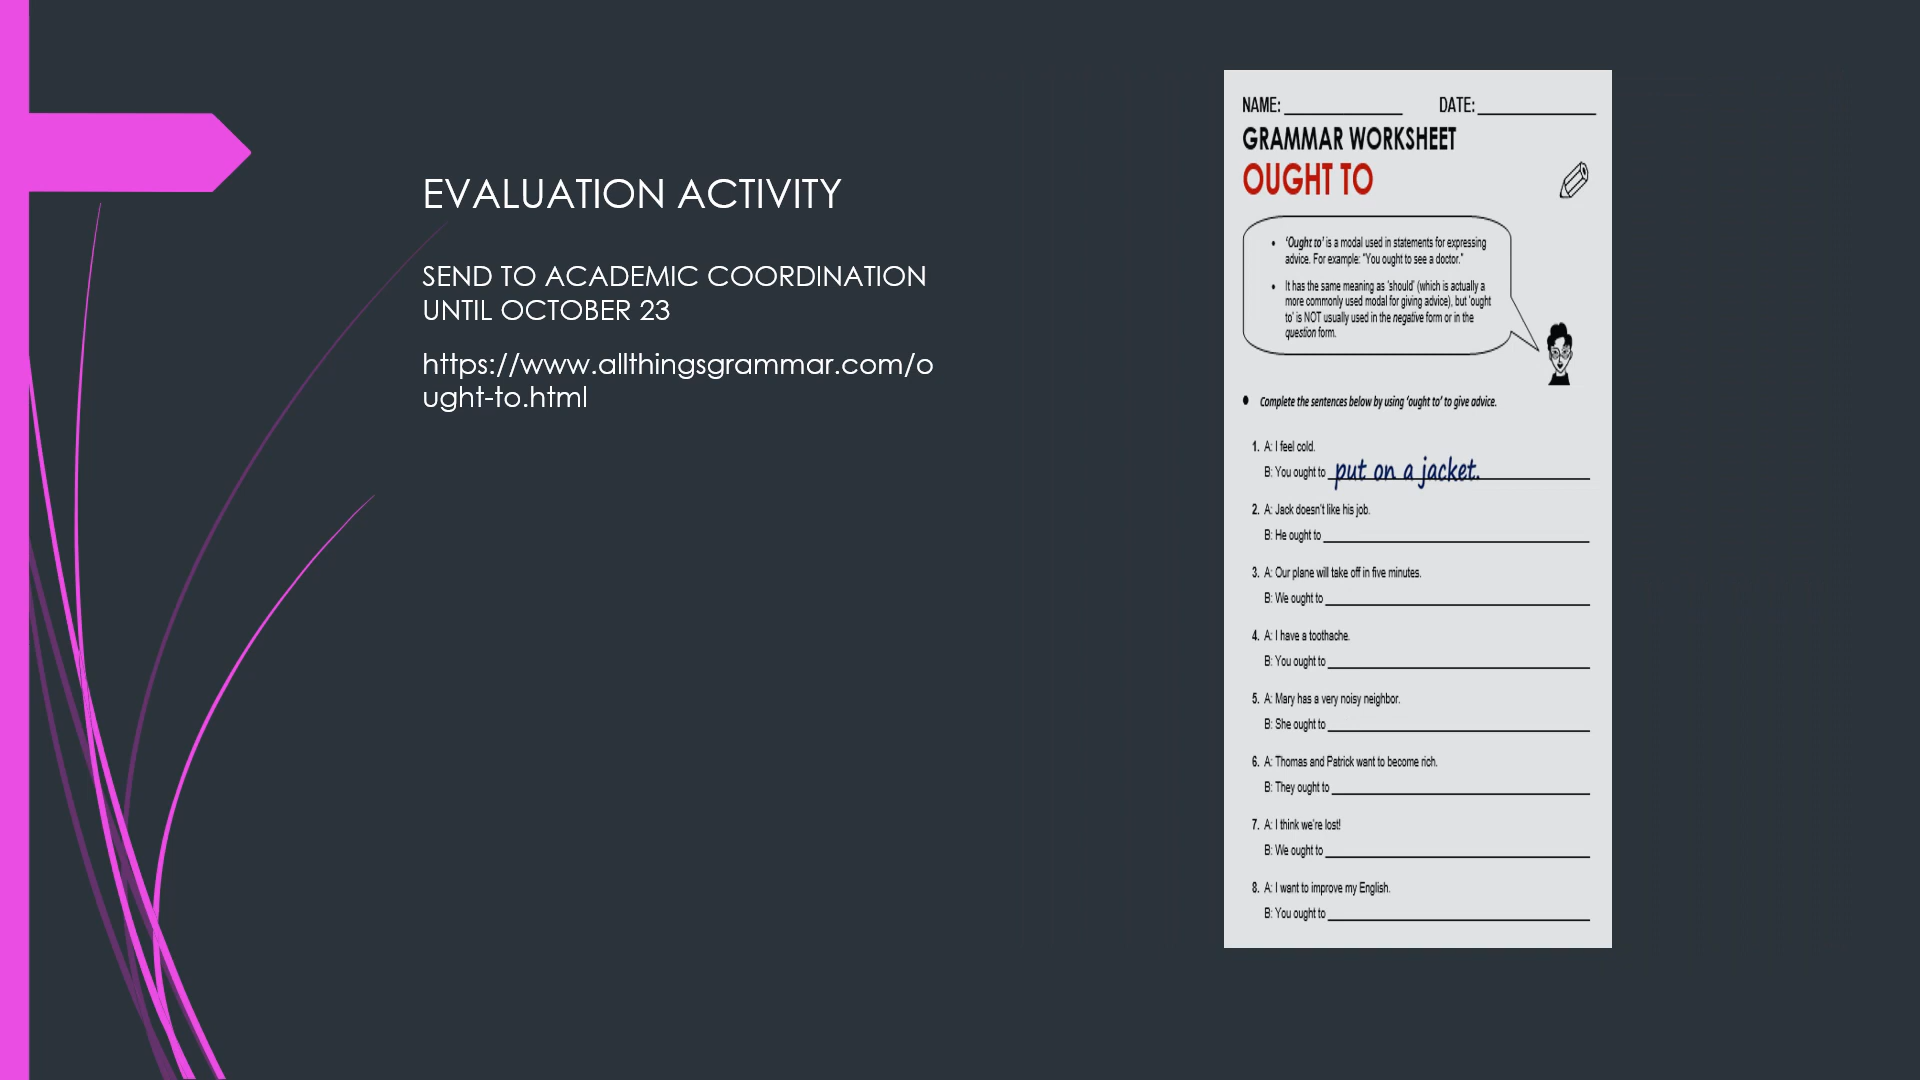 EVALUATION ACTIVITY
SEND TO ACADEMIC COORDINATION
UNTIL OCTOBER 23
https://www.allthingsgrammar.com/o
ught-to.html
NAME: DATE:
GRAMMAR WORKSHEET
OUGHT TO
• 'Ought to' is a modal used in statements for expressing
advice. For example: "You ought to see a doctor."
• It has the same meaning as 'should' (which is actually a
more commonly used modal for giving advice), but 'ought
to' is NOT usually used in the negative form or in the
question form.
• Complete the sentences below by using 'ought to' to give advice.
1. A: I feel cold.
B: You ought to put on a jacket.
2. A: Jack doesn't like his job.
B: He ought to
3. A: Our plane will take off in five minutes.
B: We ought to
4. A: I have a toothache.
B: You ought to
5. A: Mary has a very noisy neighbor.
B: She ought to
6. A: Thomas and Patrick want to become rich.
B: They ought to
7. A: I think we're lost!
B: We ought to
8. A: I want to improve my English.
B: You ought to